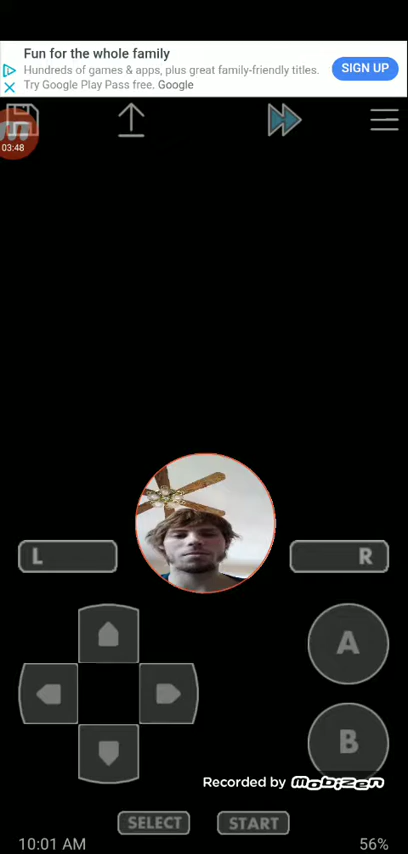 Fun for the whole family
Hundreds of games & apps, plus great family-friendly titles.
Try Google Play Pass free. Google
SIGN UP
03:48
L
R
A
B
Recorded by mobizen
SELECT
START
10:01 AM
56%